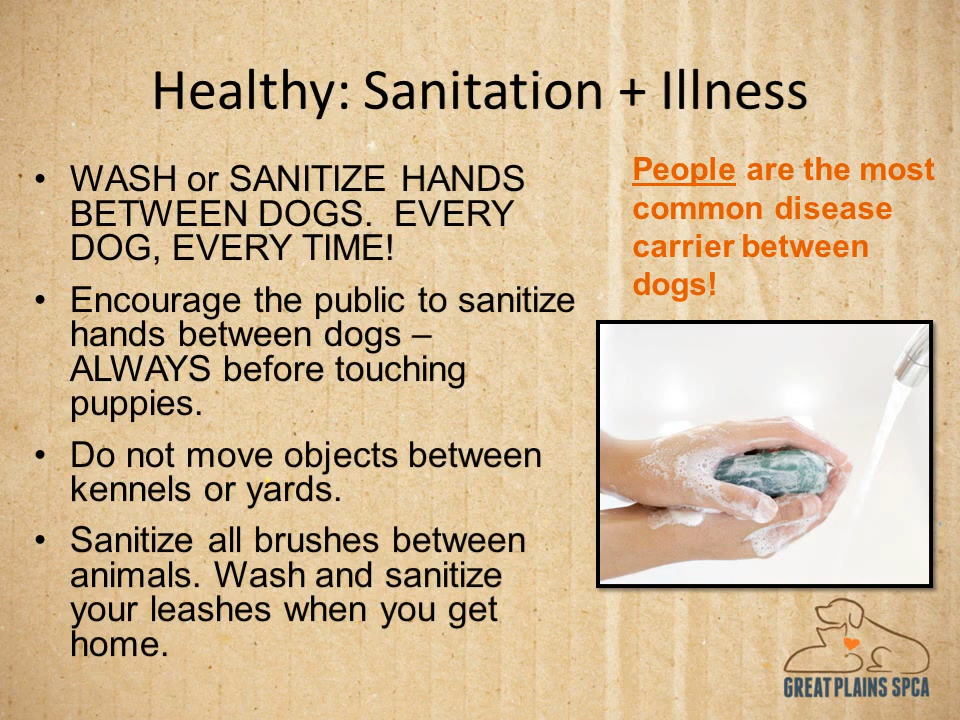 Healthy: Sanitation + Illness
• WASH or SANITIZE HANDS
BETWEEN DOGS.  EVERY
DOG, EVERY TIME!
• Encourage the public to sanitize
hands between dogs –
ALWAYS before touching
puppies.
• Do not move objects between
kennels or yards.
• Sanitize all brushes between
animals. Wash and sanitize
your leashes when you get
home.
People are the most
common disease
carrier between
dogs!
GREAT PLAINS SPCA